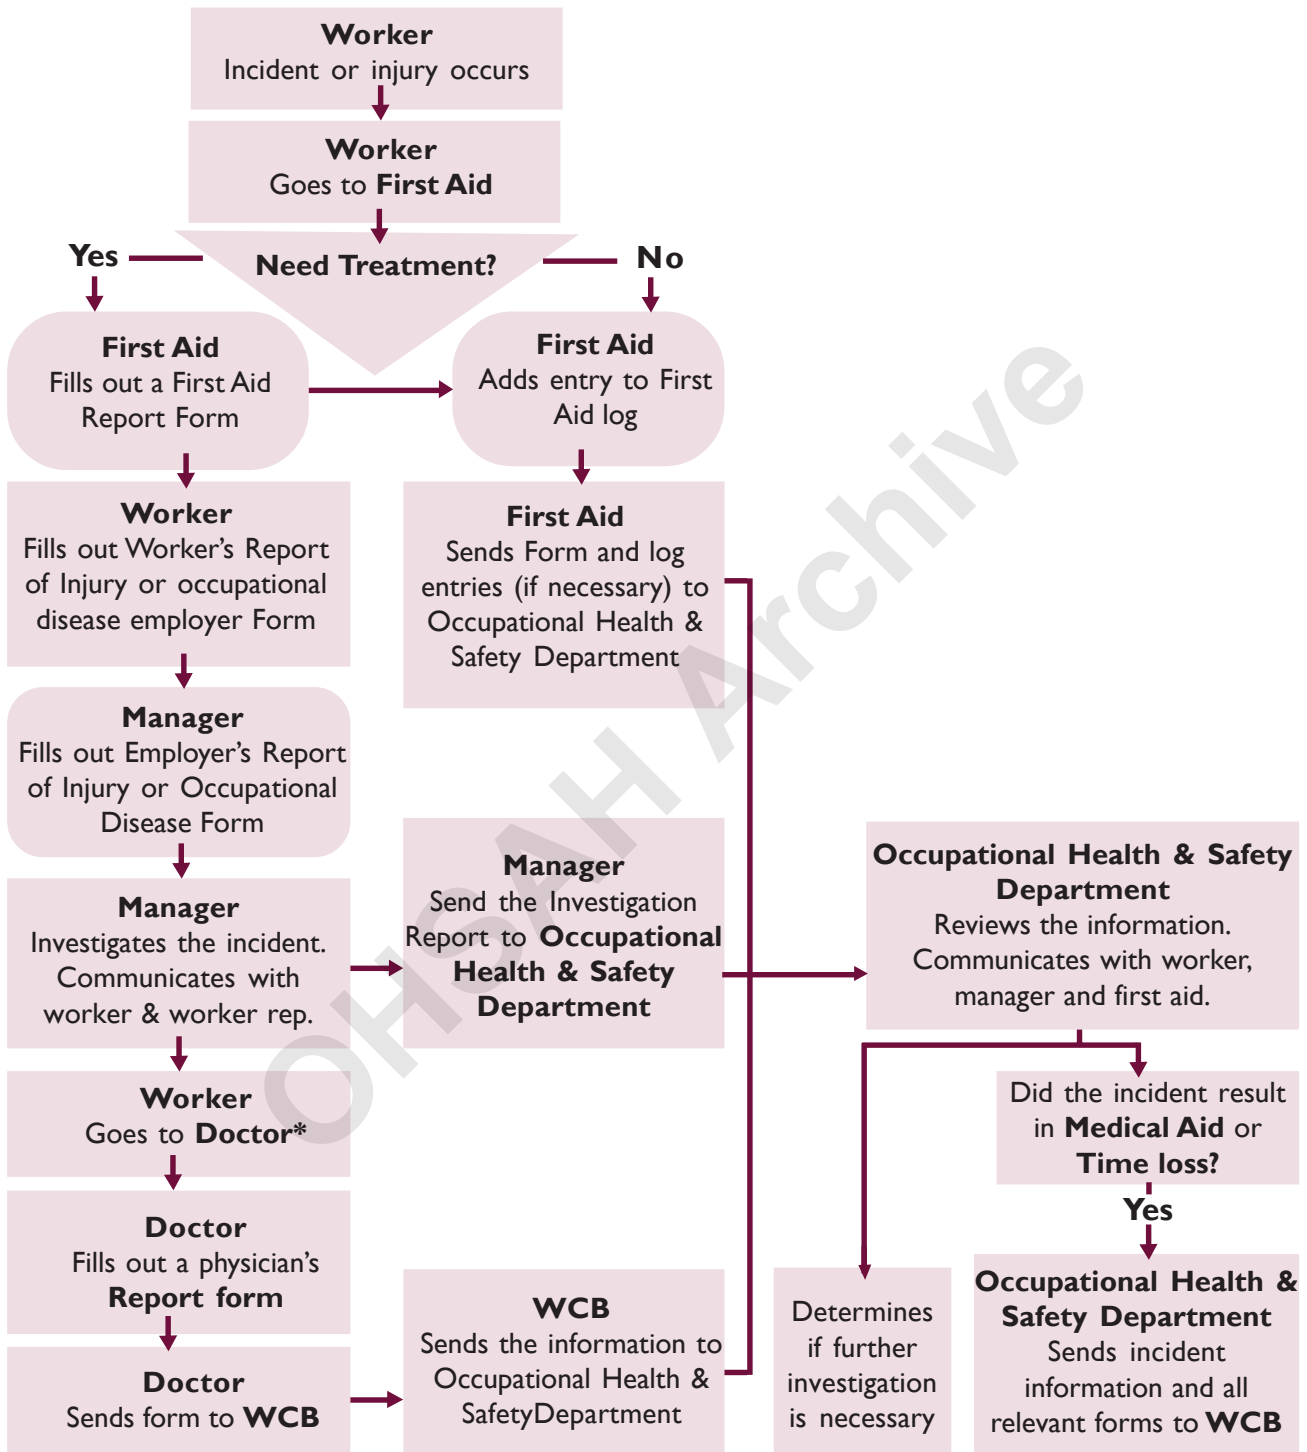 Worker
Incident or injury occurs
Worker
Goes to First Aid
Need Treatment?
Yes
No
First Aid
Fills out a First Aid
Report Form
First Aid
Adds entry to First
Aid log
Worker
Fills out Worker's Report
of Injury or occupational
disease employer Form
First Aid
Sends Form and log
entries (if necessary) to
Occupational Health &
Safety Department
Manager
Fills out Employer's Report
of Injury or Occupational
Disease Form
Manager
Investigates the incident.
Communicates with
worker & worker rep.
Manager
Send the Investigation
Report to Occupational
Health & Safety
Department
Occupational Health & Safety
Department
Reviews the information.
Communicates with worker,
manager and first aid.
Worker
Goes to Doctor*
Did the incident result
in Medical Aid or
Time loss?
Yes
Doctor
Fills out a physician's
Report form
Doctor
Sends form to WCB
WCB
Sends the information to
Occupational Health &
SafetyDepartment
Determines
if further
investigation
is necessary
Occupational Health &
Safety Department
Sends incident
information and all
relevant forms to WCB
OHSAH Archive